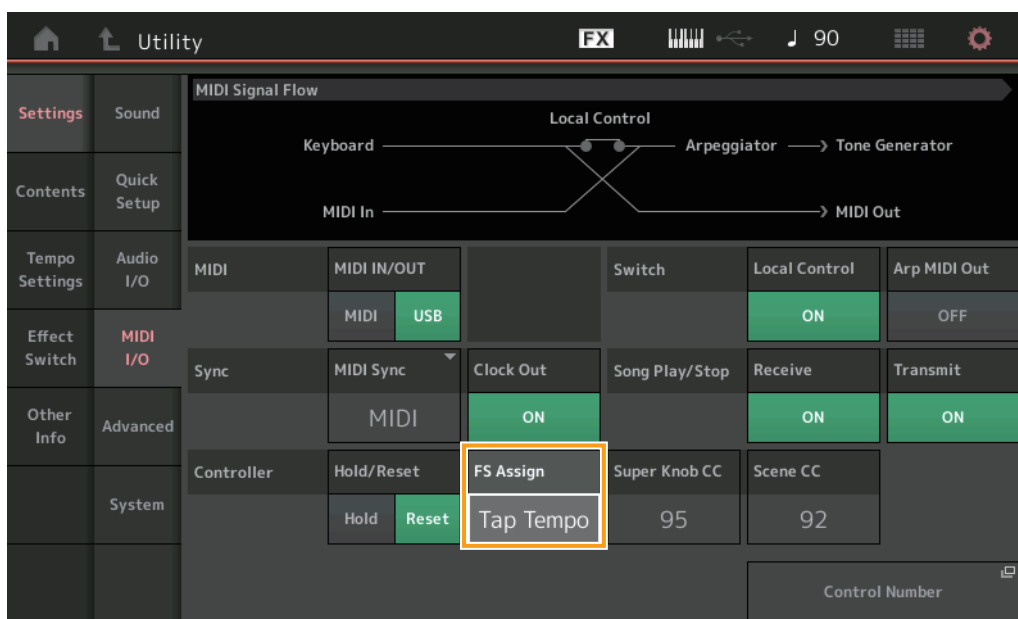 Utility
FX
90
Settings
Sound
Contents
Quick
Setup
Tempo
Settings
Audio
I/O
Effect
Switch
MIDI
I/O
Other
Info
Advanced
System
MIDI Signal Flow
Local Control
Keyboard
Arpeggiator
Tone Generator
MIDI In
MIDI Out
MIDI
MIDI IN/OUT
MIDI
USB
Switch
Local Control
ON
Arp MIDI Out
OFF
Sync
MIDI Sync
MIDI
Clock Out
ON
Song Play/Stop
Receive
ON
Transmit
ON
Controller
Hold/Reset
Hold
Reset
FS Assign
Tap Tempo
Super Knob CC
95
Scene CC
92
Control Number